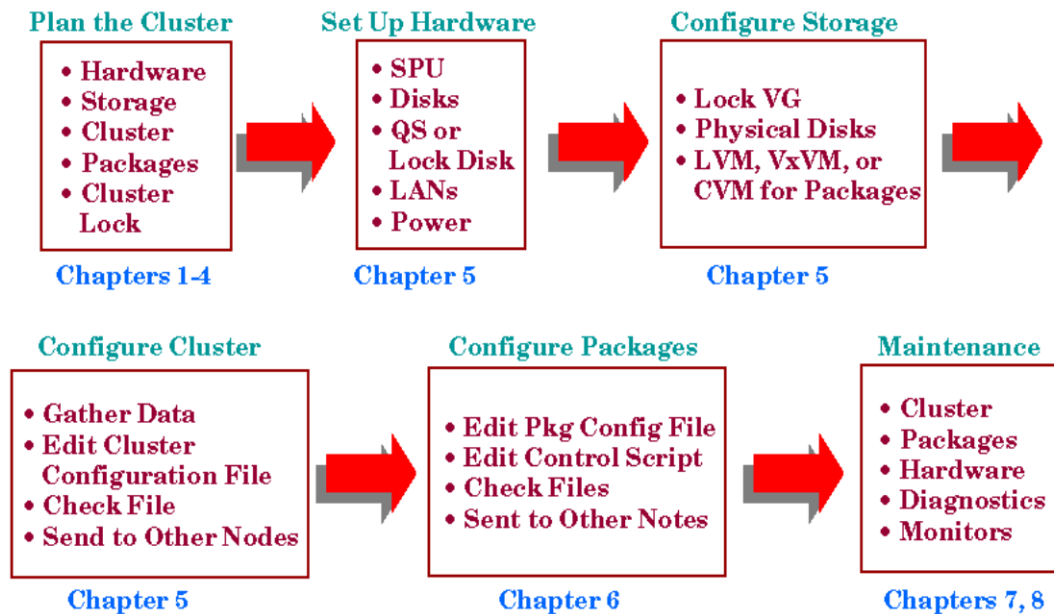 Plan the Cluster
• Hardware
• Storage
• Cluster
• Packages
• Cluster
Lock
Chapters 1-4
Set Up Hardware
• SPU
• Disks
• QS or
Lock Disk
• LANs
• Power
Chapter 5
Configure Storage
• Lock VG
• Physical Disks
• LVM, VxVM, or
CVM for Packages
Chapter 5
Configure Cluster
• Gather Data
• Edit Cluster
Configuration File
• Check File
• Send to Other Nodes
Chapter 5
Configure Packages
• Edit Pkg Config File
• Edit Control Script
• Check Files
• Sent to Other Notes
Chapter 6
Maintenance
• Cluster
• Packages
• Hardware
• Diagnostics
• Monitors
Chapters 7, 8